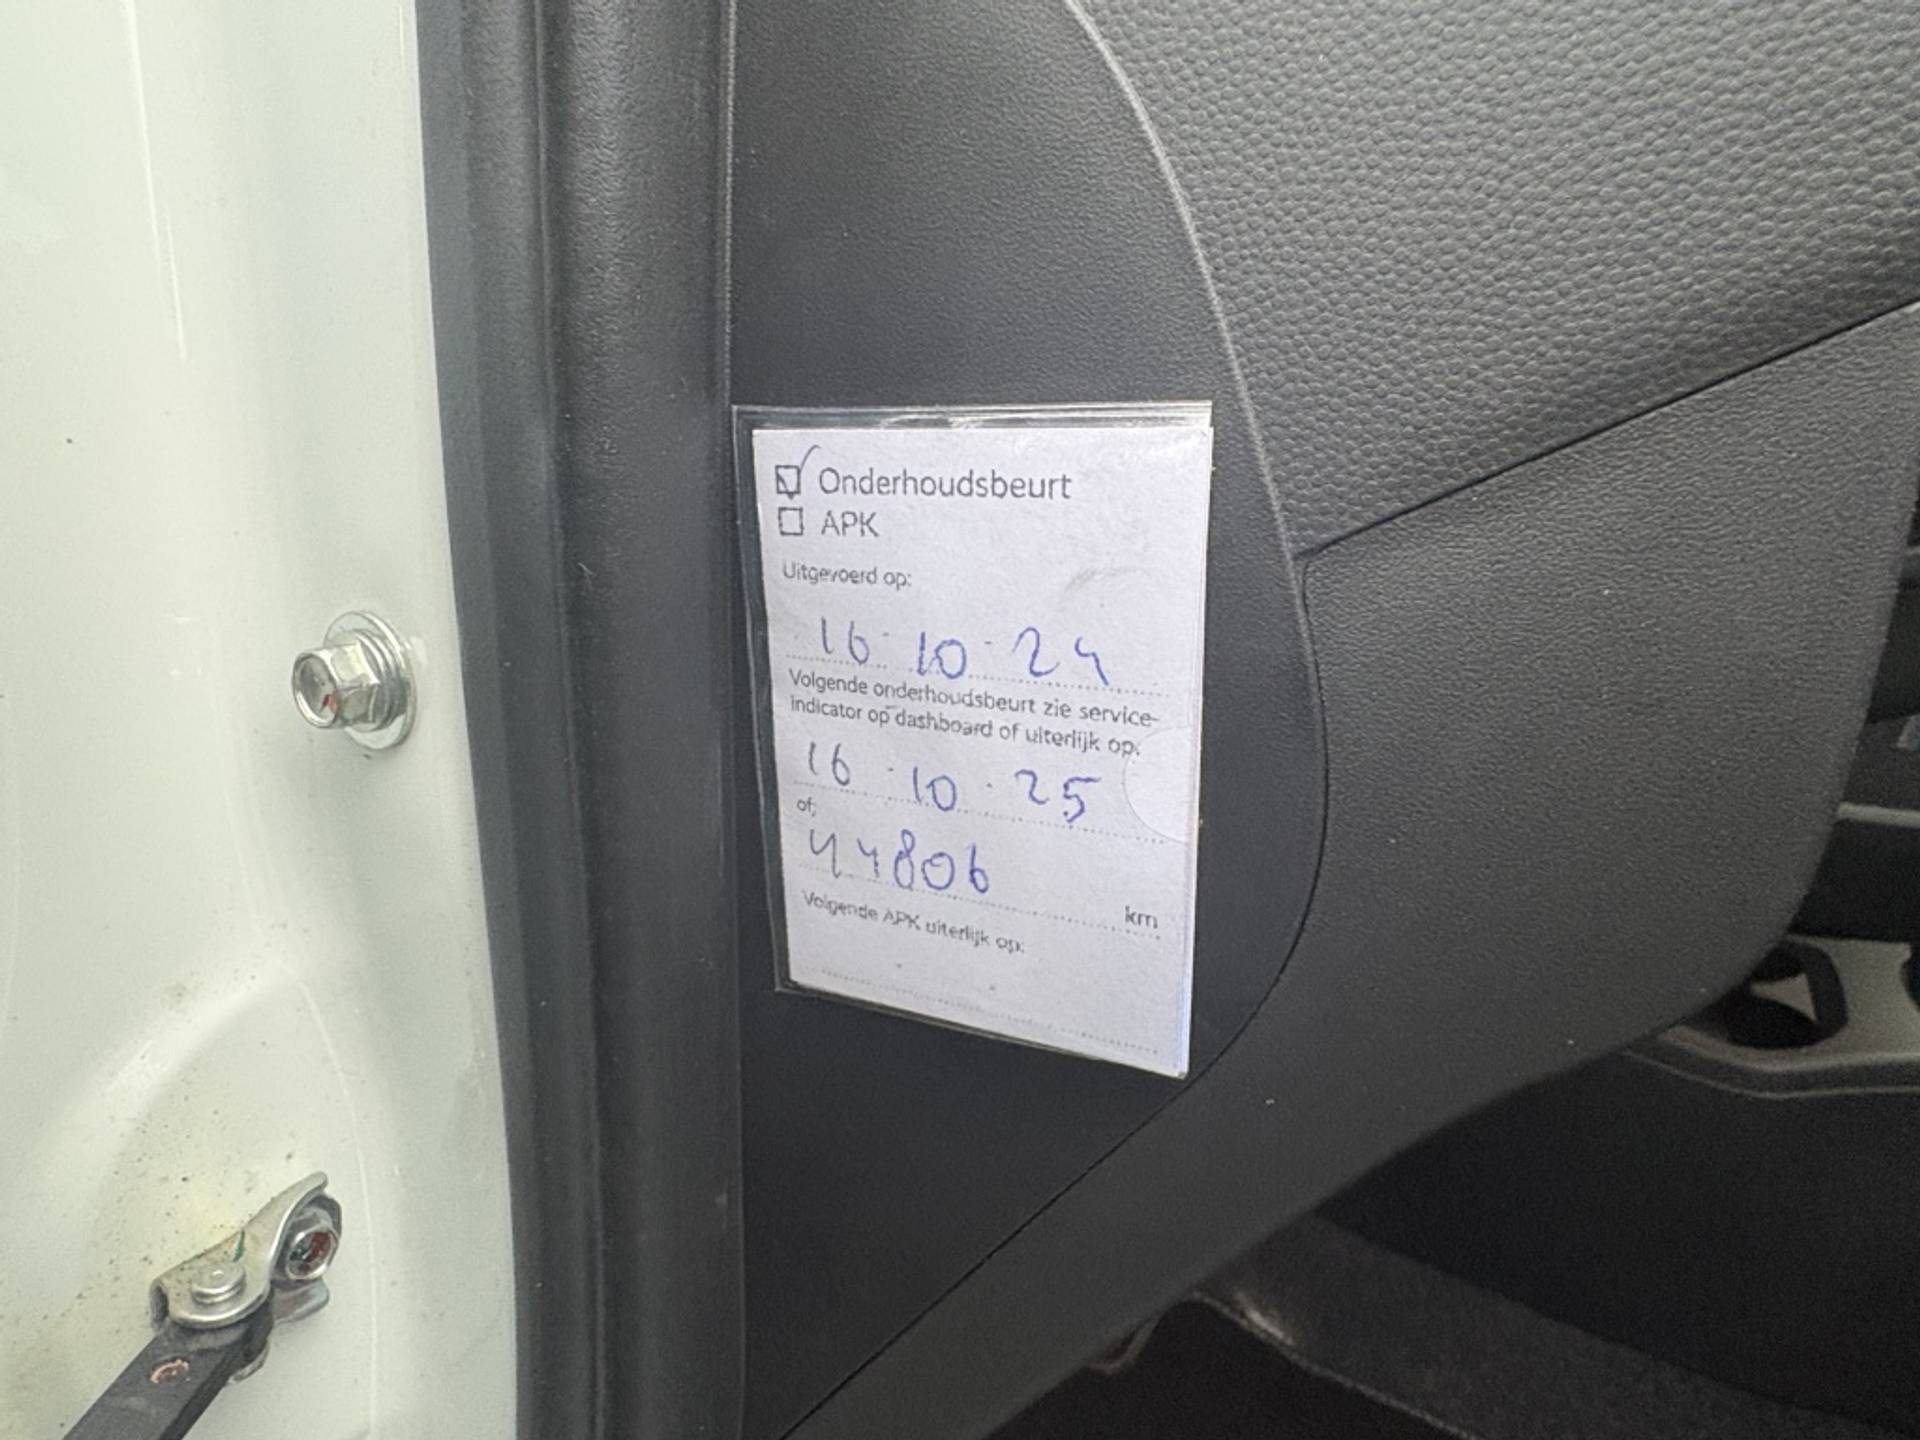 Onderhoudsbeurt
APK
Uitgevoerd op:
16-10-24
Volgende onderhoudsbeurt zie service-
indicator op dashboard of uiterlijk op:
16-10-25
of:
44806
km
Volgende APK uiterlijk op: